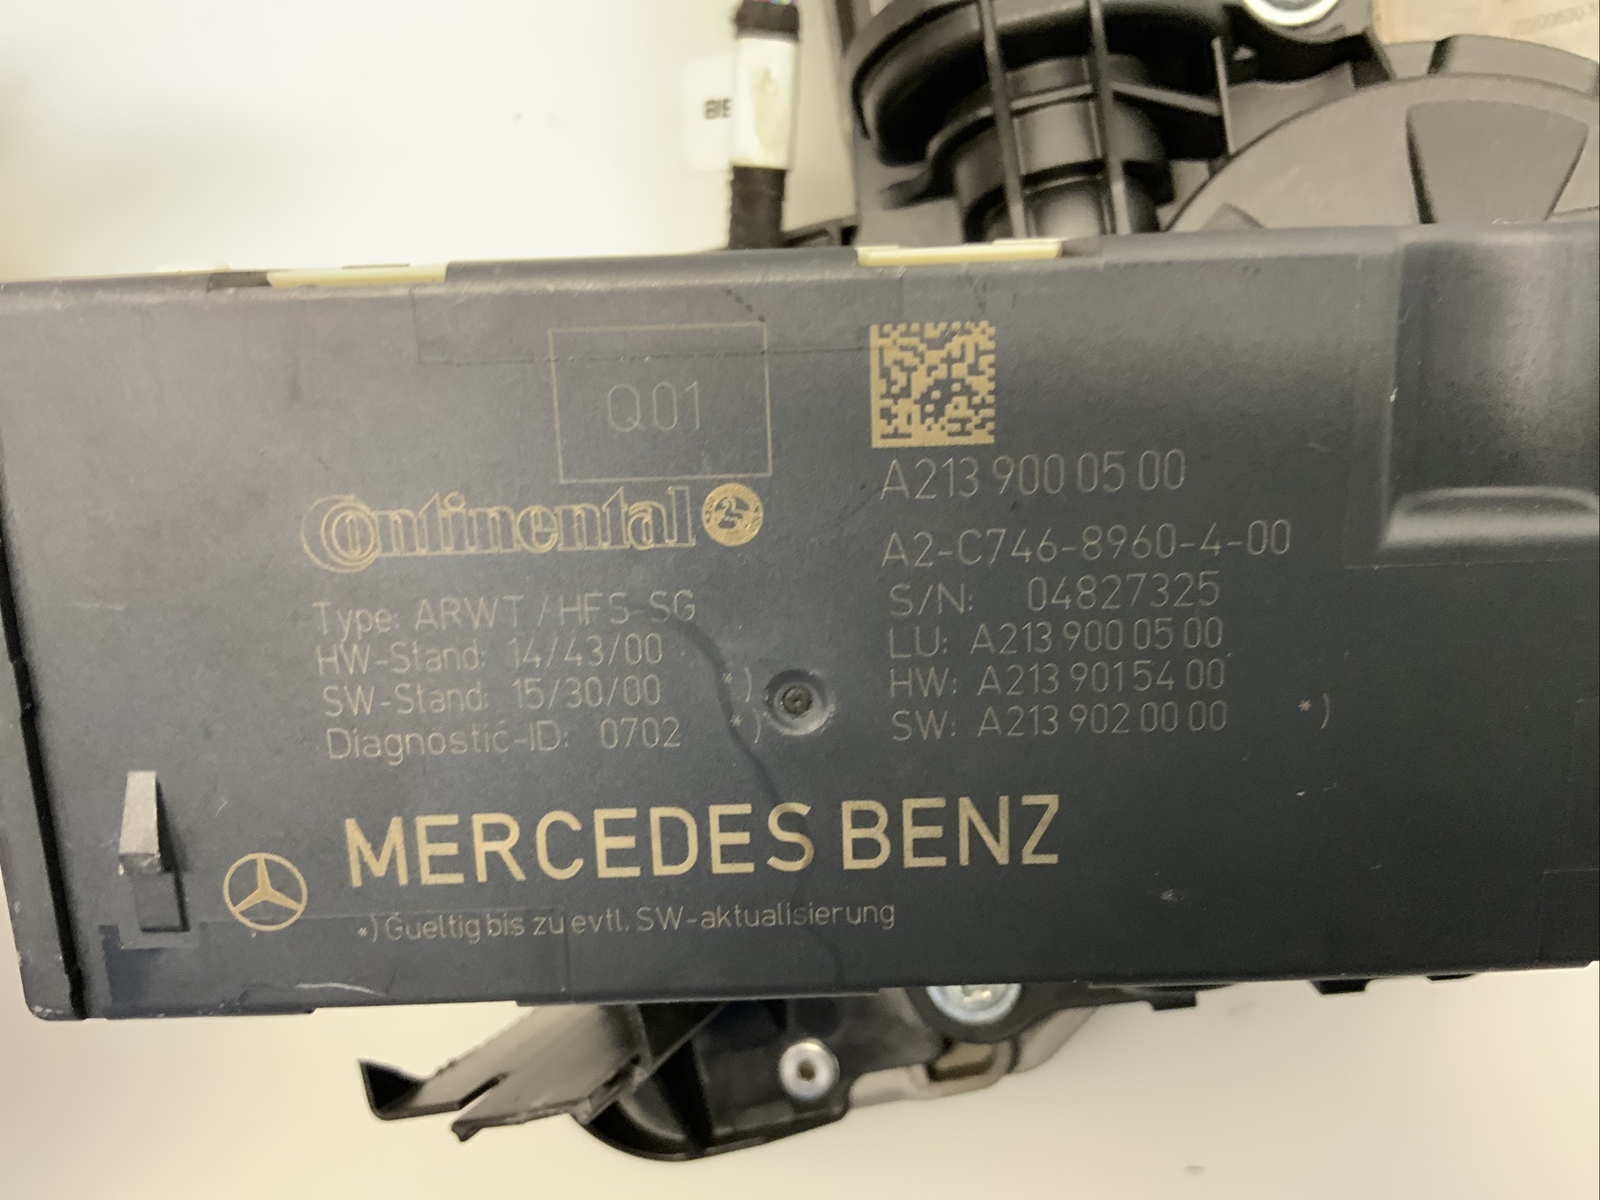 Q01
Continental
Type: ARWT / HFS-SG
HW-Stand: 14/43/00
SW-Stand: 15/30/00 *)
Diagnostic-ID: 0702 *)
A213 900 05 00
A2-C746-8960-4-00
S/N: 04827325
LU: A213 900 05 00
HW: A213 901 54 00
SW: A213 902 00 00 *)
MERCEDES BENZ
*) Gueltig bis zu evtl. SW-aktualisierung